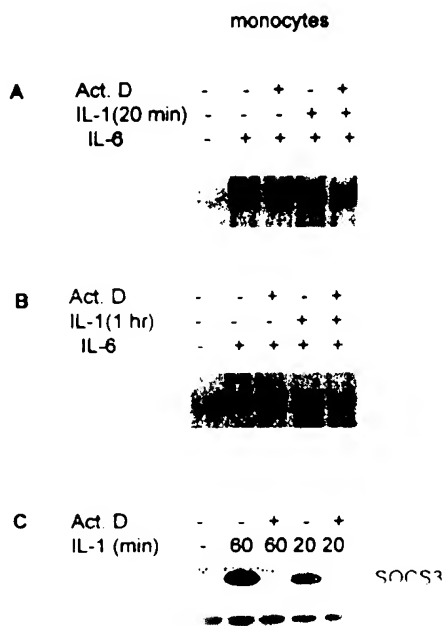 monocytes
A Act. D - - + - +
IL-1(20 min) - - - + +
IL-6 - + + + +
B Act. D - - + - +
IL-1(1 hr) - - - + +
IL-6 - + + + +
C Act. D - - + - +
IL-1 (min) - 60 60 20 20
SOCS3